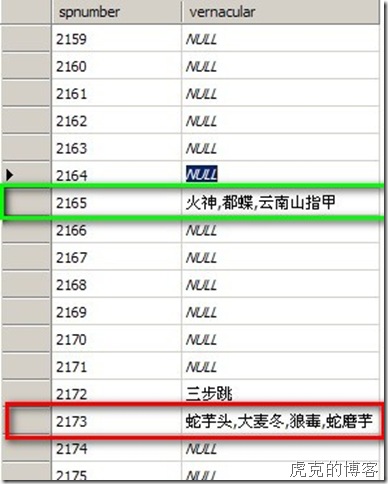 spnumber vernacular
2159 NULL
2160 NULL
2161 NULL
2162 NULL
2163 NULL
2164 NULL
2165 火神,都蝶,云南山指甲
2166 NULL
2167 NULL
2168 NULL
2169 NULL
2170 NULL
2171 NULL
2172 三步跳
2173 蛇芋头,大麦冬,狼毒,蛇磨芋
2174 NULL
2175 NULL
虎克的博客